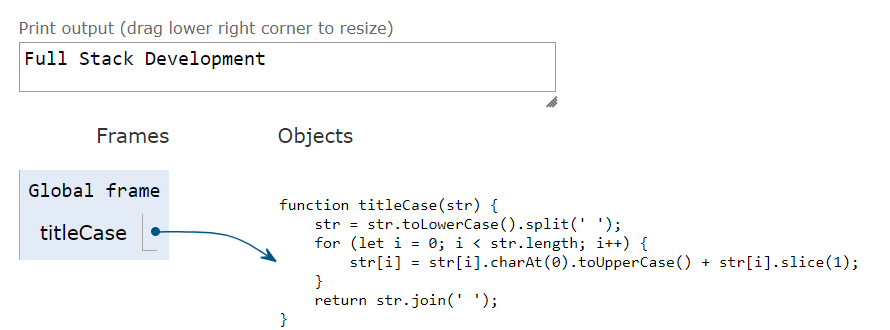 Print output (drag lower right corner to resize)
Full Stack Development
Frames
Objects
Global frame
titleCase
function titleCase(str) {
    str = str.toLowerCase().split(' ');
    for (let i = 0; i < str.length; i++) {
        str[i] = str[i].charAt(0).toUpperCase() + str[i].slice(1);
    }
    return str.join(' ');
}